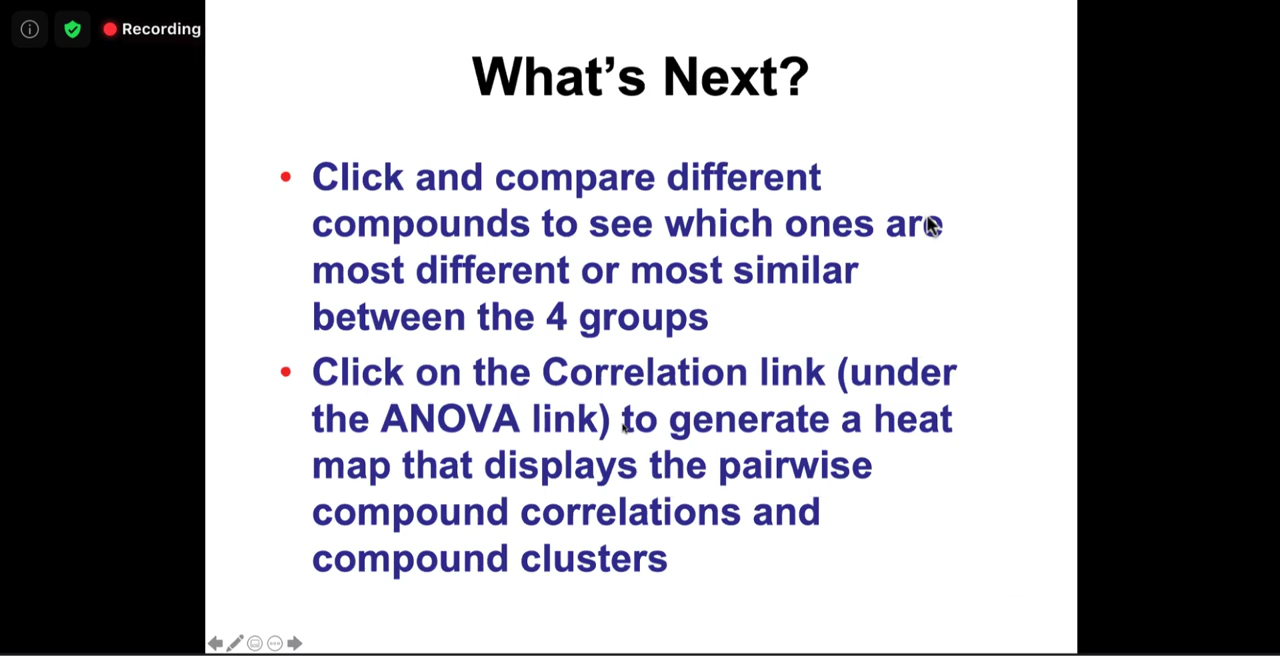 Recording
What’s Next?
• Click and compare different
compounds to see which ones are
most different or most similar
between the 4 groups
• Click on the Correlation link (under
the ANOVA link) to generate a heat
map that displays the pairwise
compound correlations and
compound clusters